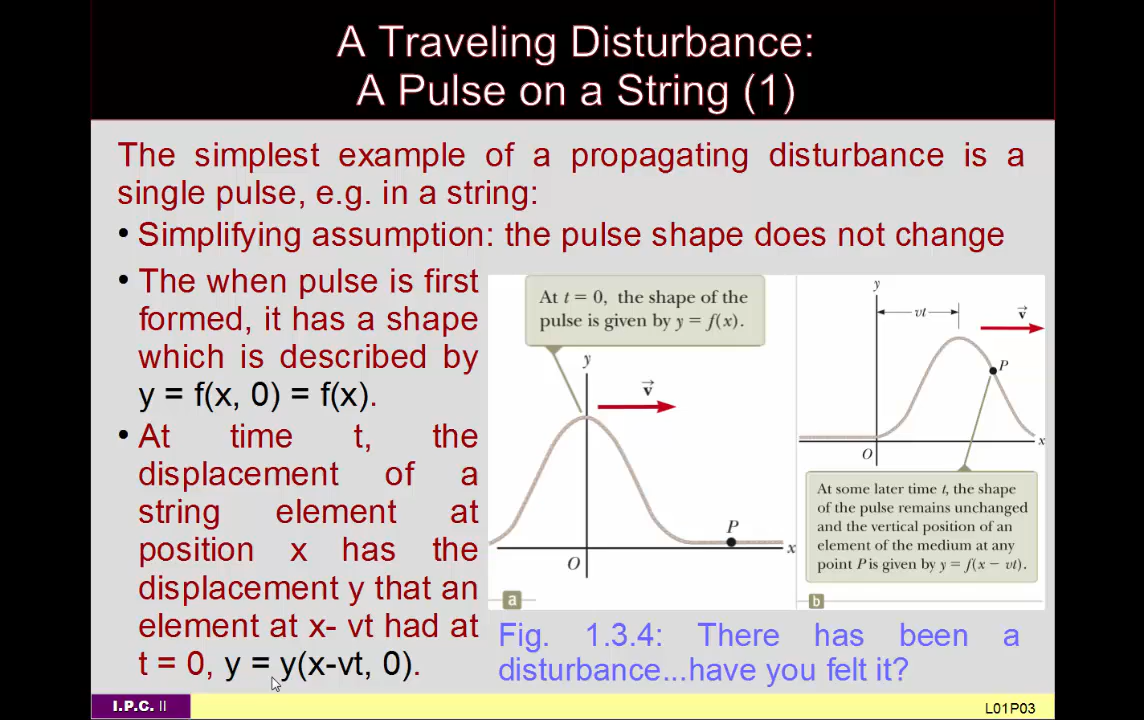 A Traveling Disturbance:
A Pulse on a String (1)
The simplest example of a propagating disturbance is a
single pulse, e.g. in a string:
• Simplifying assumption: the pulse shape does not change
• The when pulse is first
formed, it has a shape
which is described by
y = f(x, 0) = f(x).
• At time t, the
displacement of a
string element at
position x has the
displacement y that an
element at x- vt had at
t = 0, y = y(x-vt, 0).
At t = 0, the shape of the
pulse is given by y = f(x).
y
v⃗
P
x
O
a
y
vt
v⃗
P
x
O
At some later time t, the shape
of the pulse remains unchanged
and the vertical position of an
element of the medium at any
point P is given by y = f(x − vt).
b
Fig. 1.3.4: There has been a
disturbance...have you felt it?
I.P.C. II
L01P03